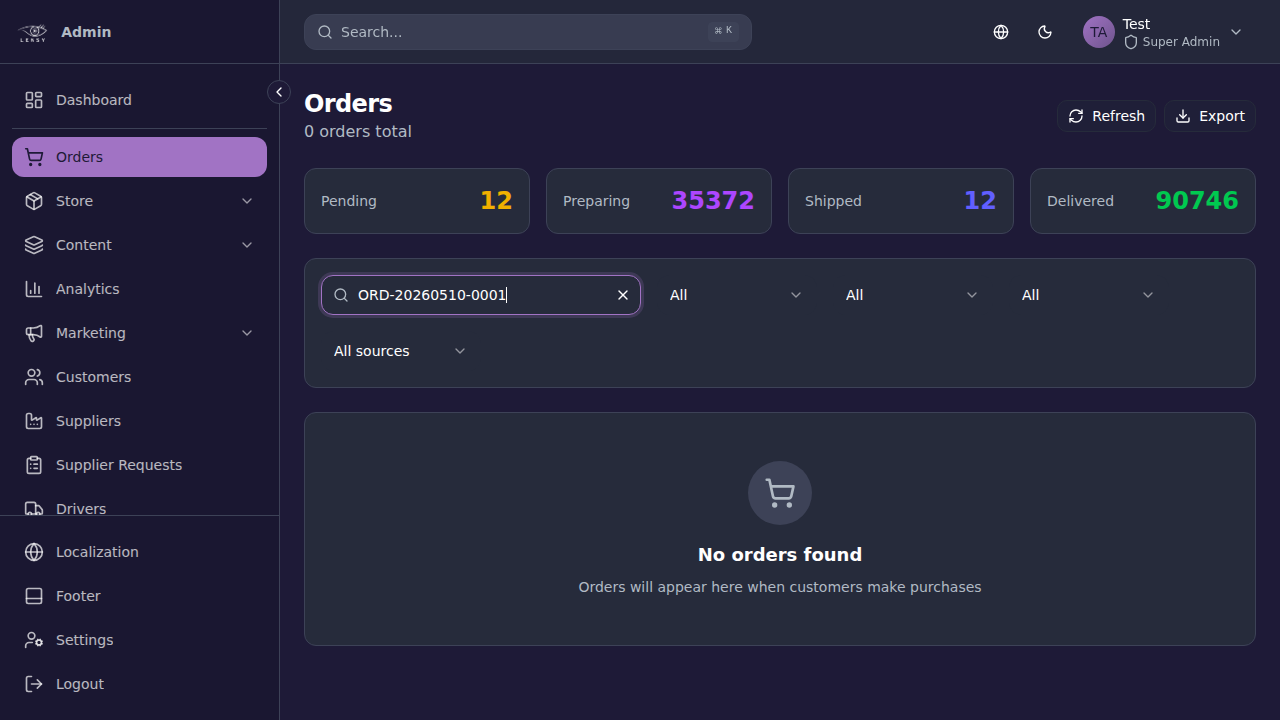 LENSY
Admin
Search...
⌘ K
TA
Test
Super Admin
Dashboard
Orders
Store
Content
Analytics
Marketing
Customers
Suppliers
Supplier Requests
Drivers
Localization
Footer
Settings
Logout
Orders
0 orders total
Refresh
Export
Pending 12
Preparing 35372
Shipped 12
Delivered 90746
ORD-20260510-0001
All
All
All
All sources
No orders found
Orders will appear here when customers make purchases